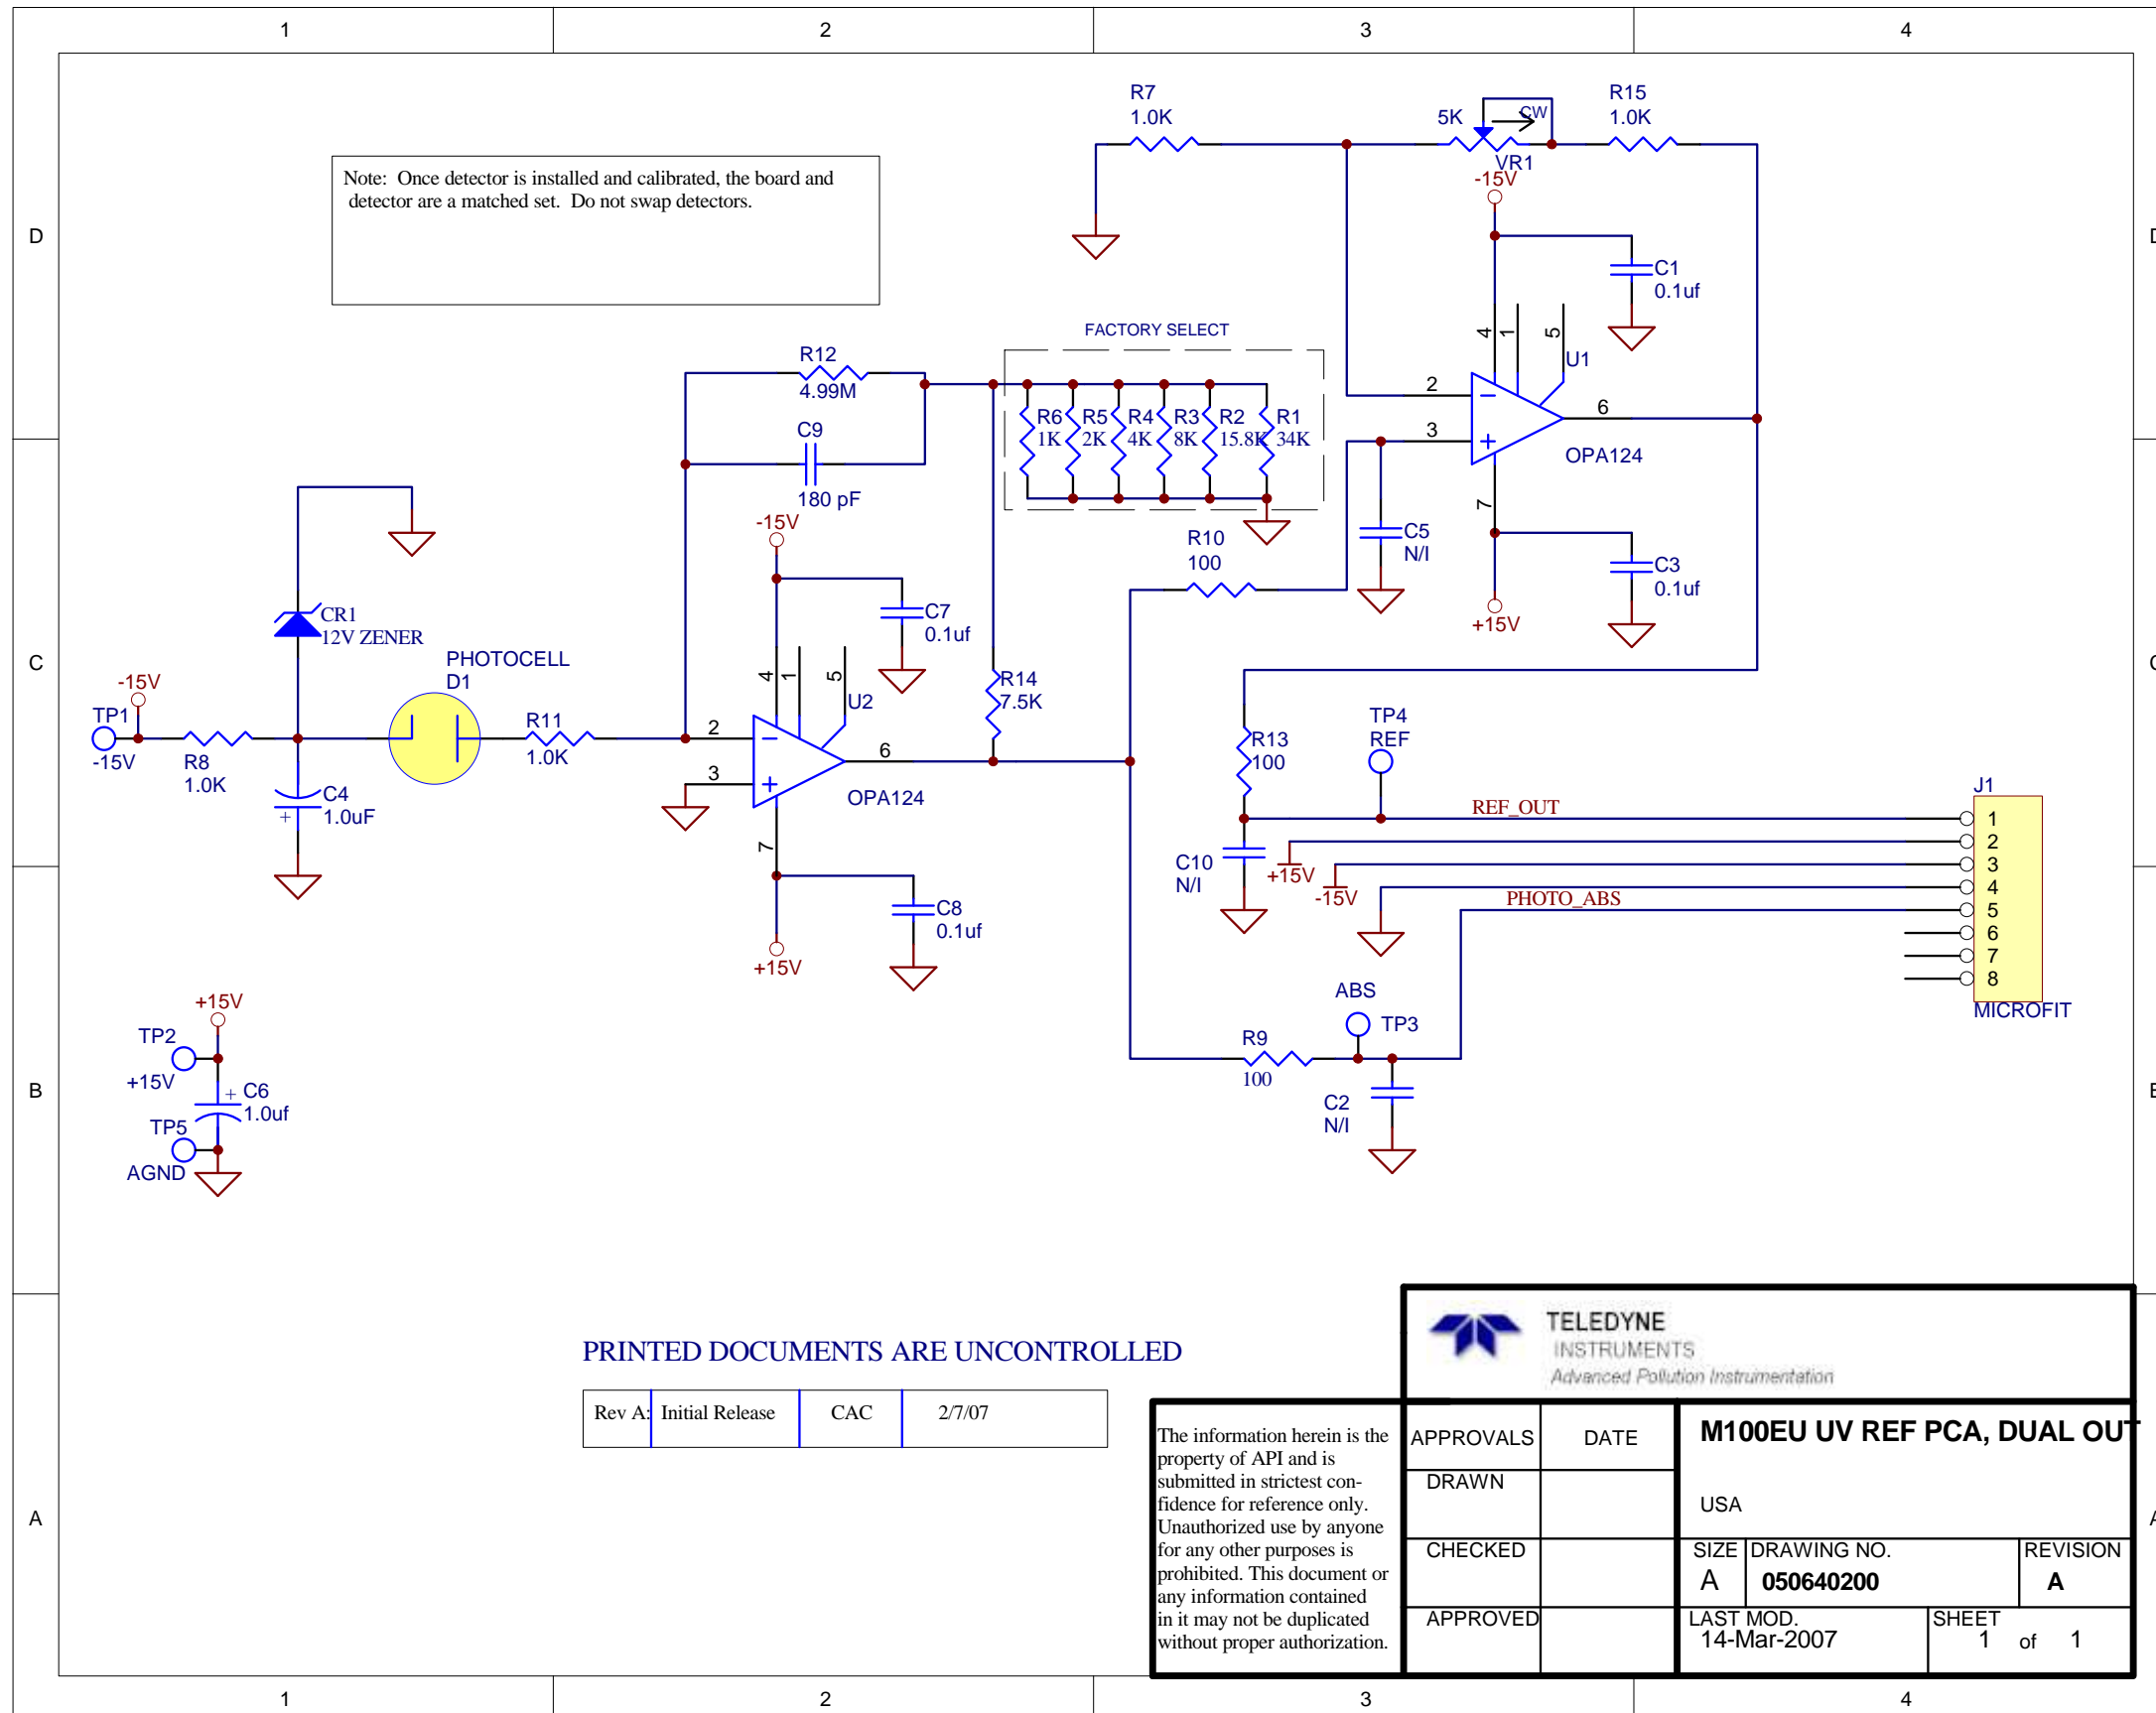 1 2 3 4
D D
C C
B B
A A
Note: Once detector is installed and calibrated, the board and
detector are a matched set. Do not swap detectors.
R7
1.0K
5K
CW
VR1
R15
1.0K
-15V
C1
0.1uf
4
1
5
U1
2
3
6
7
OPA124
C5
N/I
C3
0.1uf
+15V
FACTORY SELECT
R6
1K
R5
2K
R4
4K
R3
8K
R2
15.8K
R1
34K
R12
4.99M
C9
180 pF
R10
100
-15V
C7
0.1uf
4
1
5
U2
2
3
6
7
OPA124
R14
7.5K
C8
0.1uf
+15V
CR1
12V ZENER
PHOTOCELL
D1
-15V
TP1
-15V
R8
1.0K
R11
1.0K
C4
+
1.0uF
R13
100
TP4
REF
REF_OUT
C10
N/I
+15V
-15V
PHOTO_ABS
J1
1
2
3
4
5
6
7
8
MICROFIT
ABS
TP3
R9
100
C2
N/I
+15V
TP2
+15V
+ C6
1.0uf
TP5
AGND
PRINTED DOCUMENTS ARE UNCONTROLLED
Rev A: Initial Release CAC 2/7/07
TELEDYNE
INSTRUMENTS
Advanced Pollution Instrumentation
The information herein is the
property of API and is
submitted in strictest con-
fidence for reference only.
Unauthorized use by anyone
for any other purposes is
prohibited. This document or
any information contained
in it may not be duplicated
without proper authorization.
APPROVALS DATE
DRAWN
CHECKED
APPROVED
M100EU UV REF PCA, DUAL OUT
USA
SIZE DRAWING NO. REVISION
A 050640200 A
LAST MOD. SHEET
14-Mar-2007 1 of 1
1 2 3 4